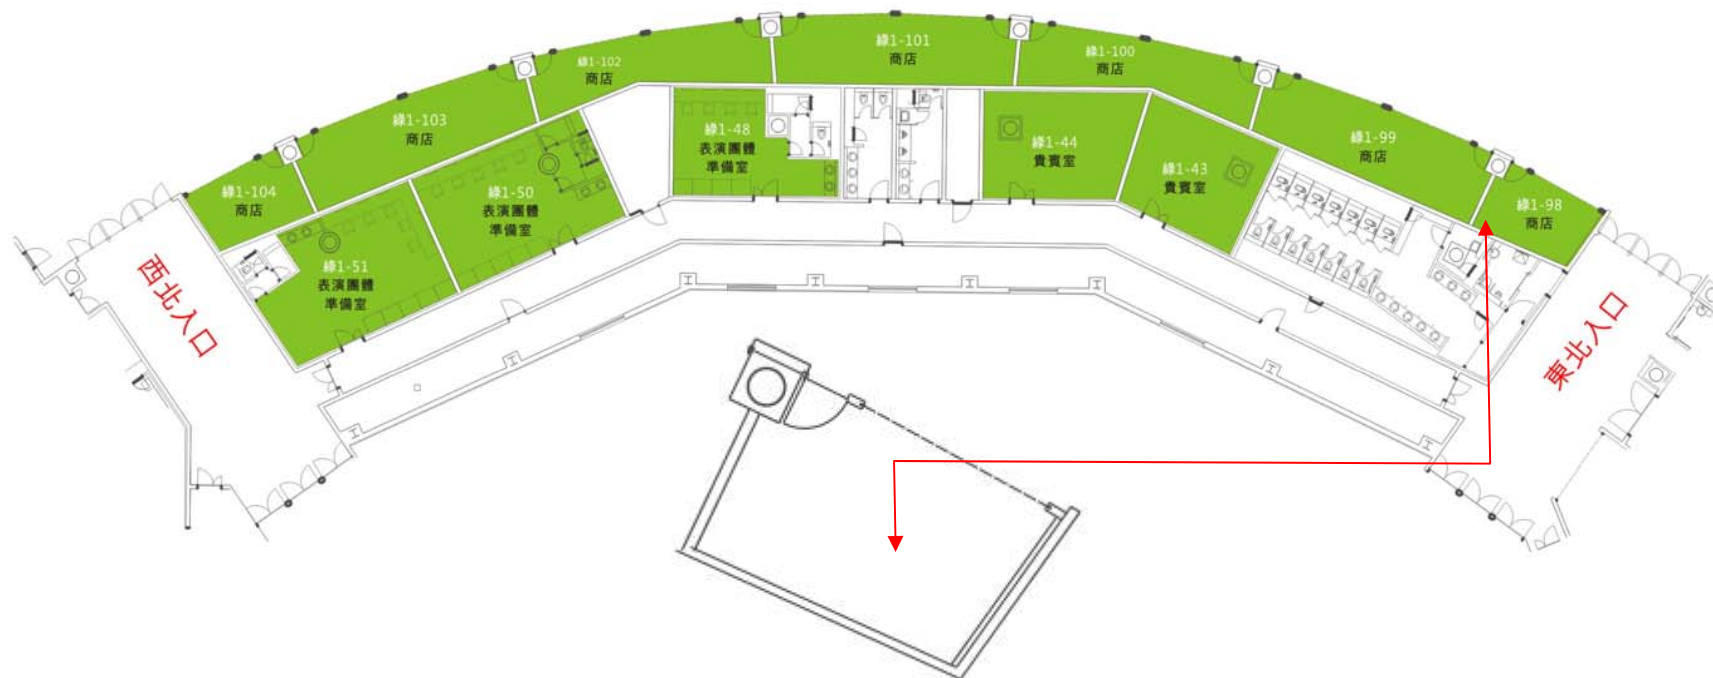 綠1-101
商店
綠1-102
商店
綠1-100
商店
綠1-103
商店
綠1-99
商店
綠1-104
商店
綠1-98
商店
綠1-48
表演團體
準備室
綠1-44
貴賓室
綠1-43
貴賓室
綠1-50
表演團體
準備室
綠1-51
表演團體
準備室
西北入口
東北入口